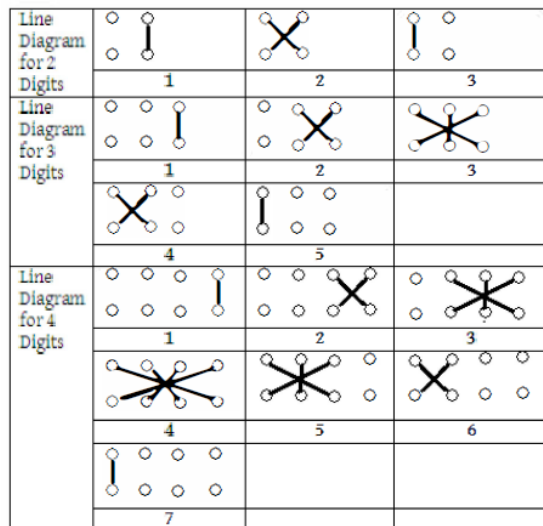 Line
Diagram
for 2
Digits
1 2 3
Line
Diagram
for 3
Digits
1 2 3
4 5
Line
Diagram
for 4
Digits
1 2 3
4 5 6
7